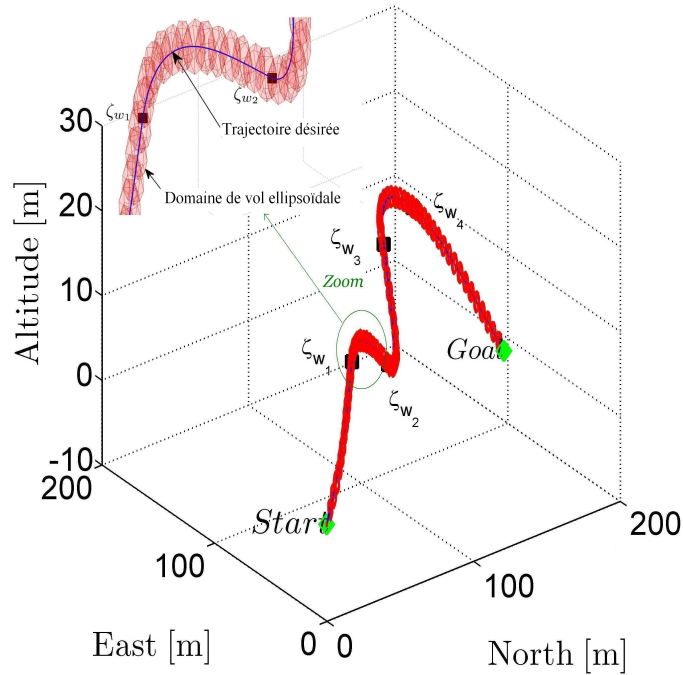 ζw1
ζw2
Trajectoire désirée
Domaine de vol ellipsoïdale
30
20
10
0
-10
Altitude [m]
ζw4
ζw3
Zoom
ζw1
Goal
ζw2
Start
200
100
0
East [m]
0
100
200
North [m]